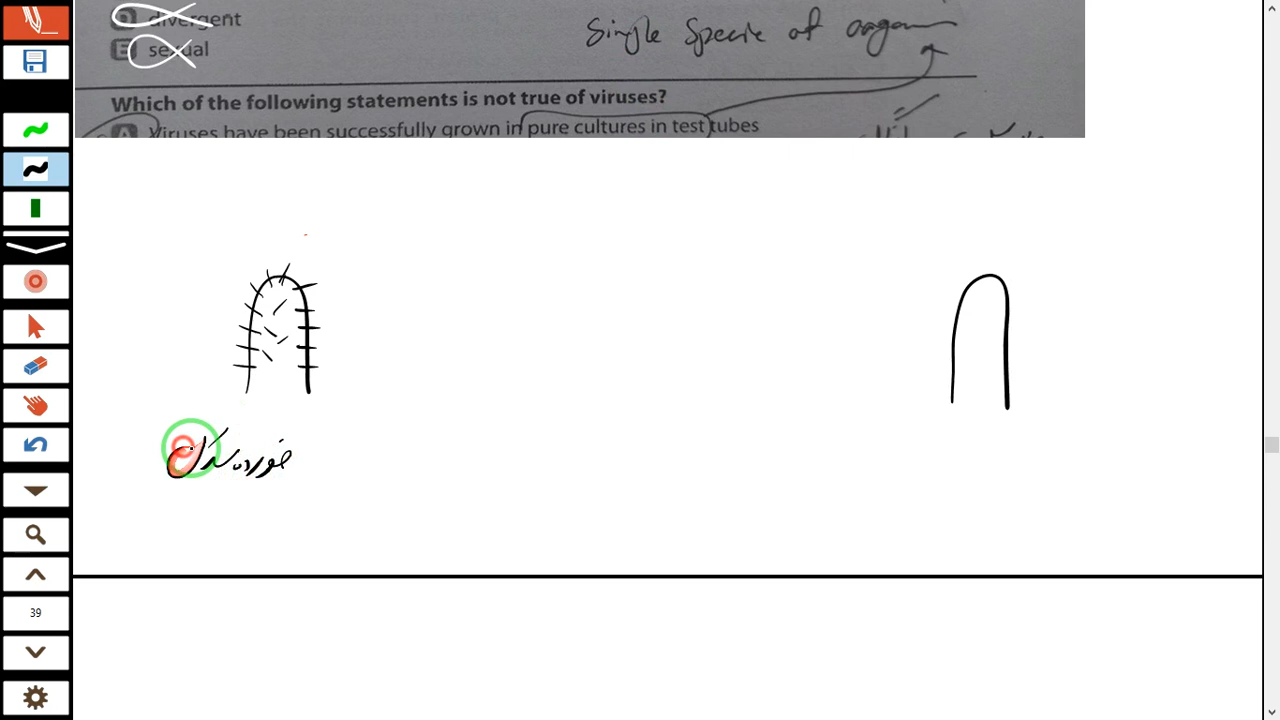 D divergent
E sexual
Single Specie of organ
Which of the following statements is not true of viruses?
A Viruses have been successfully grown in pure cultures in test tubes
39